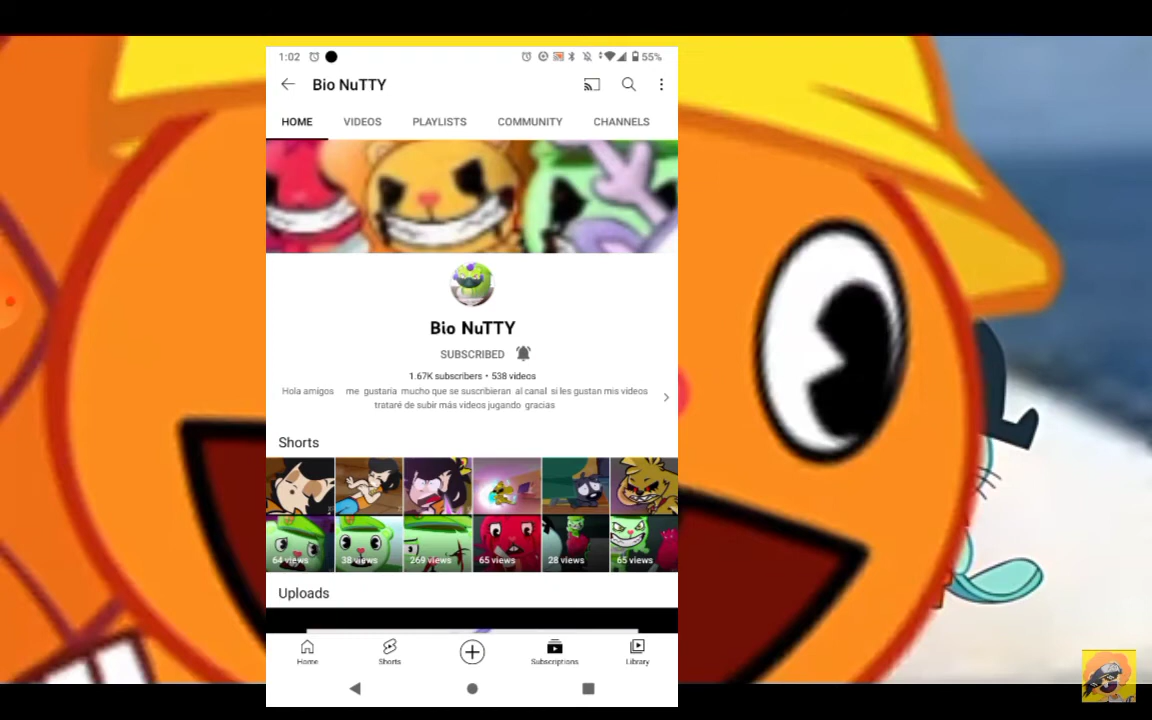 1:02
55%
Bio NuTTY
HOME VIDEOS PLAYLISTS COMMUNITY CHANNELS
Bio NuTTY
SUBSCRIBED
1.67K subscribers • 538 videos
Hola amigos me gustaria mucho que se suscribieran al canal si les gustan mis videos
trataré de subir más videos jugando gracias
Shorts
64 views 38 views 269 views 65 views 28 views 65 views
Uploads
Home Shorts Subscriptions Library